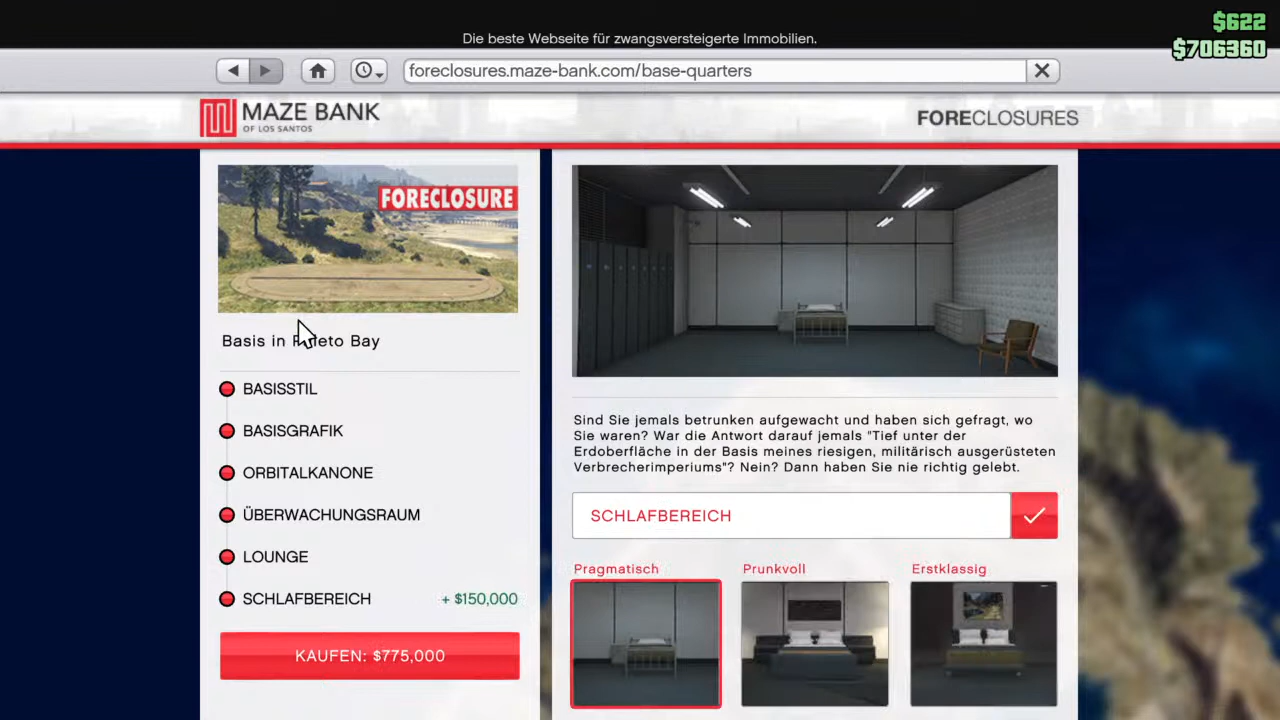 $622
Die beste Webseite für zwangsversteigerte Immobilien.
$706360
foreclosures.maze-bank.com/base-quarters
MAZE BANK
OF LOS SANTOS
FORECLOSURES
FORECLOSURE
Basis in Paleto Bay
BASISSTIL
BASISGRAFIK
ORBITALKANONE
ÜBERWACHUNGSRAUM
LOUNGE
SCHLAFBEREICH + $150,000
KAUFEN: $775,000
Sind Sie jemals betrunken aufgewacht und haben sich gefragt, wo
Sie waren? War die Antwort darauf jemals "Tief unter der
Erdoberfläche in der Basis meines riesigen, militärisch ausgerüsteten
Verbrecherimperiums"? Nein? Dann haben Sie nie richtig gelebt.
SCHLAFBEREICH
Pragmatisch Prunkvoll Erstklassig